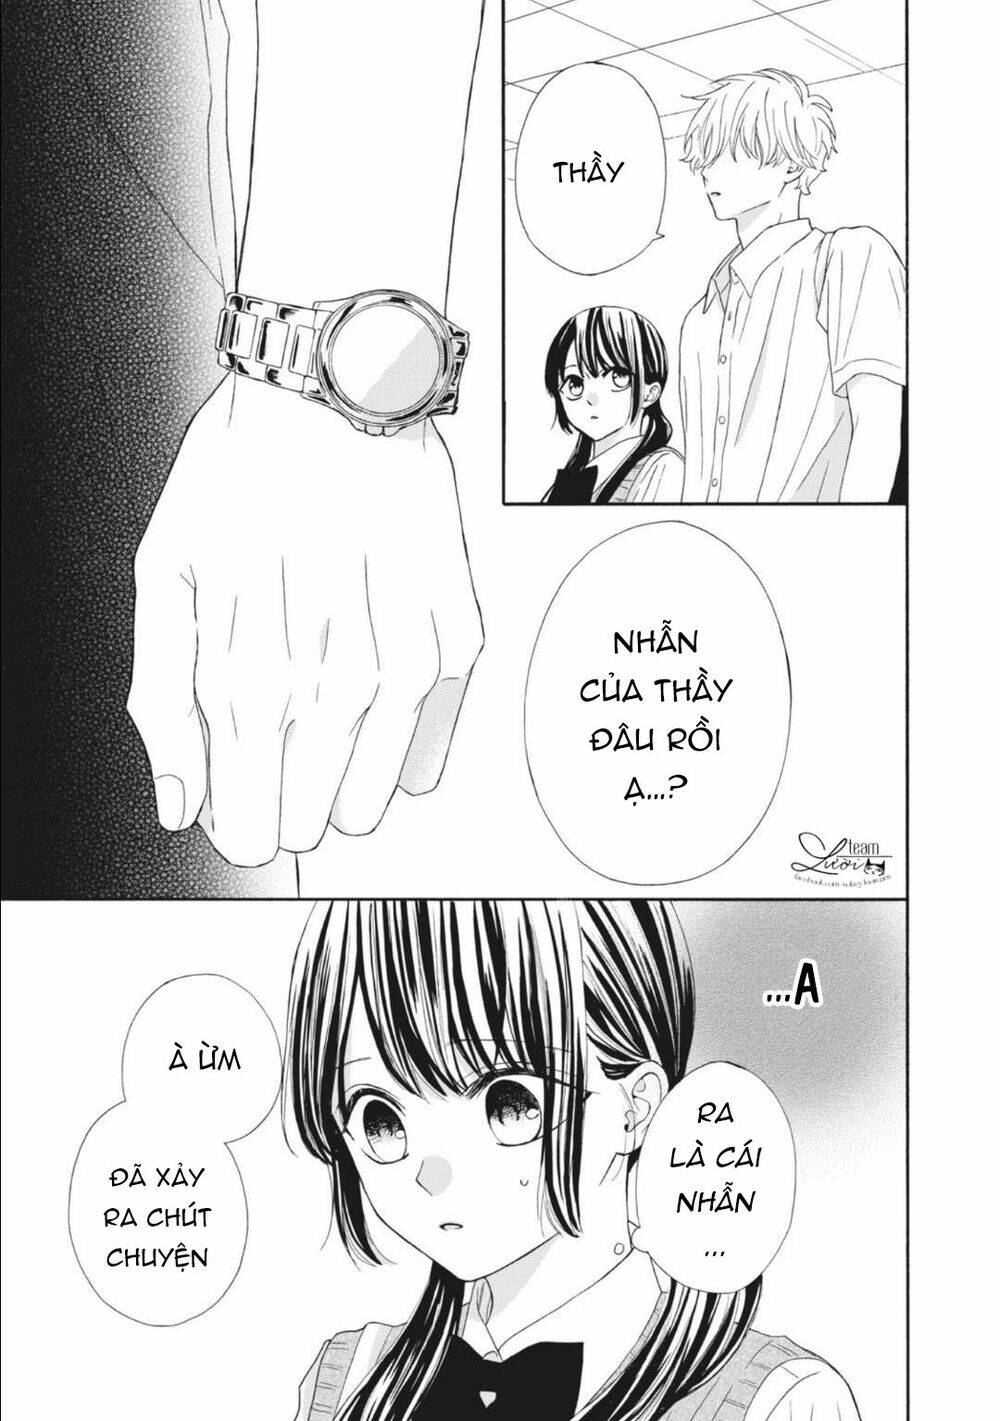 THẦY
NHẪN
CỦA THẦY
ĐÂU RỒI
Ạ...?
team
Lười
...A
RA
LÀ CÁI
NHẪN
...
À ỪM
ĐÃ XẢY
RA CHÚT
CHUYỆN